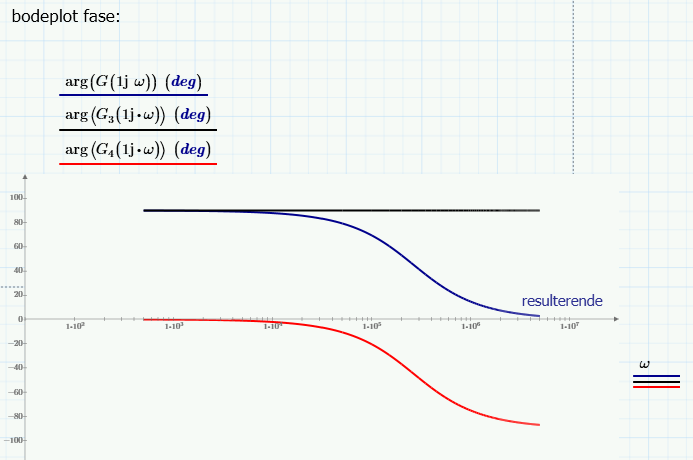 bodeplot fase:
arg(G(1j ω)) (deg)
arg(G₃(1j·ω)) (deg)
arg(G₄(1j·ω)) (deg)
100
80
60
40
20
resulterende
0
1·10² 1·10³ 1·10⁴ 1·10⁵ 1·10⁶ 1·10⁷
−20
−40
−60
−80
−100
ω